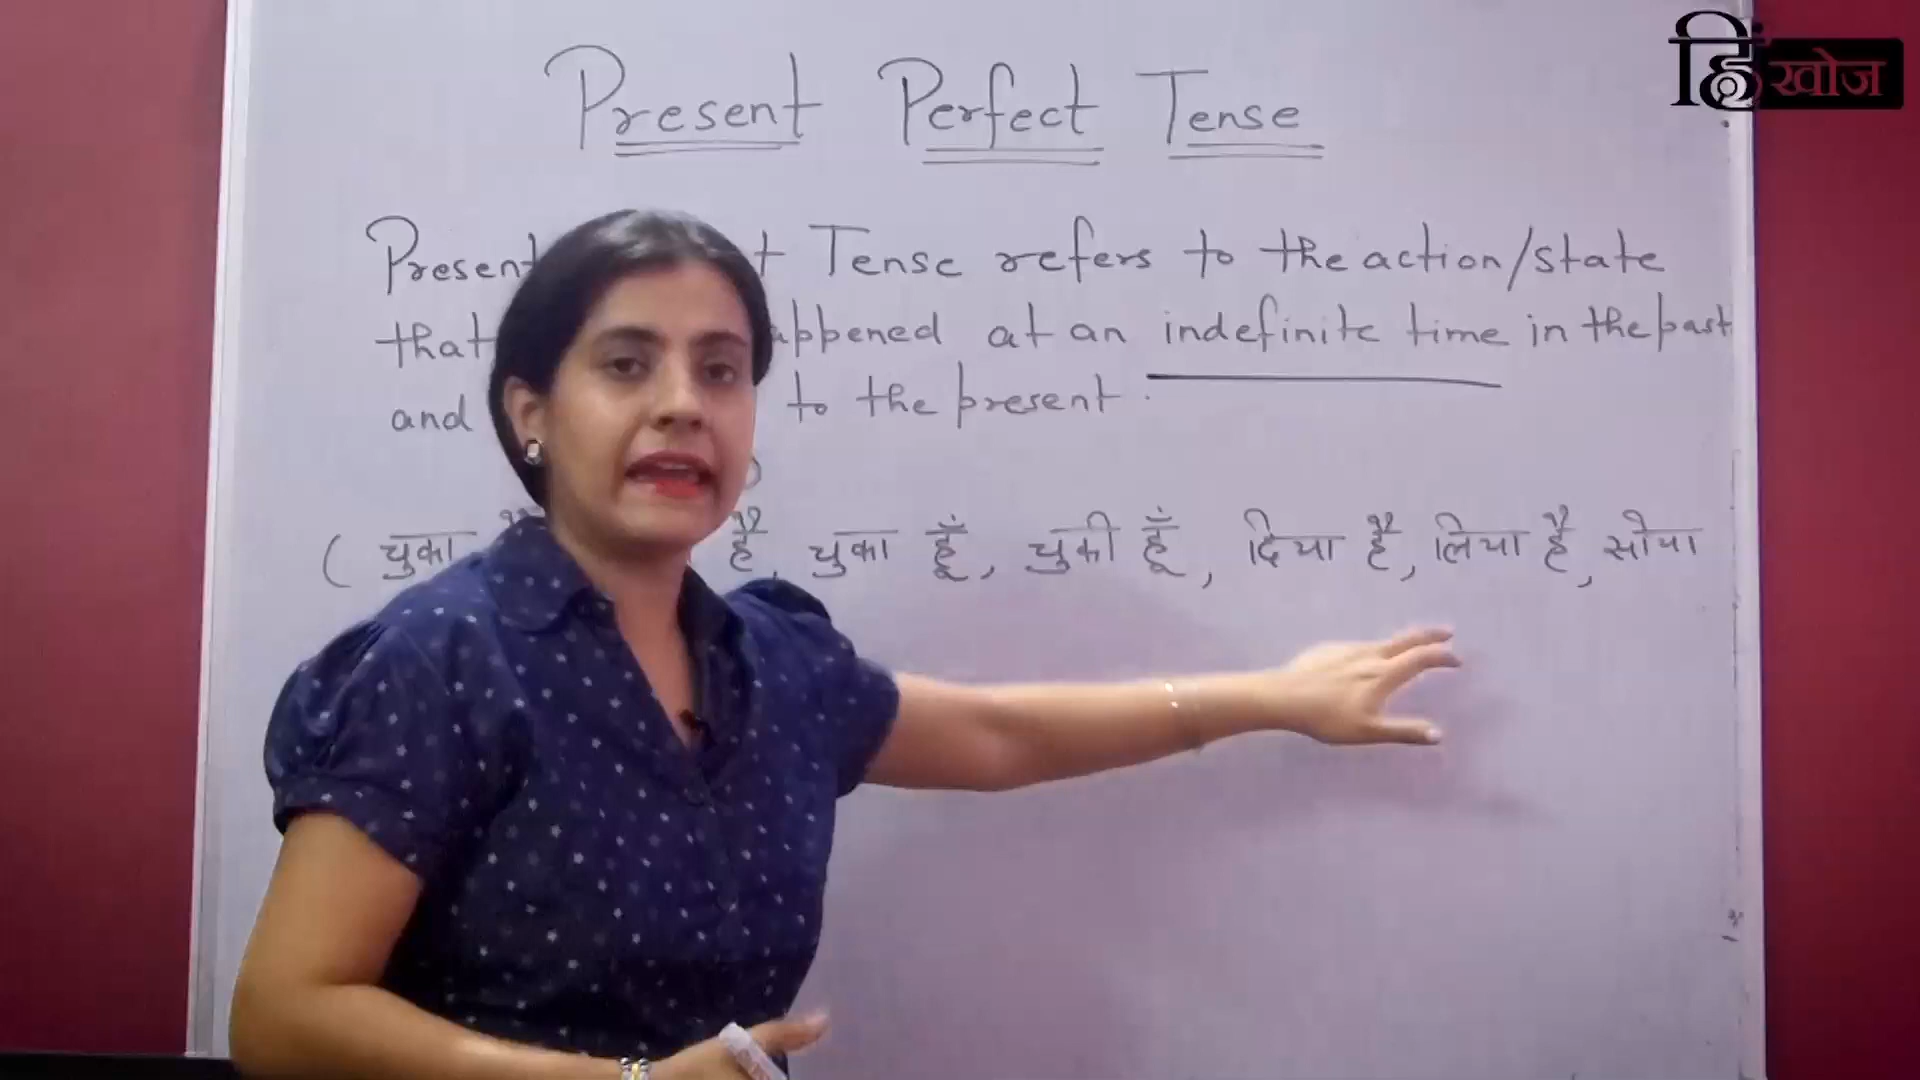 हिंखोज
Present Perfect Tense
Present Tense refers to the action/state
that happened at an indefinite time in the past
and to the present.
( चुका है, चुका हूँ, चुकी हूँ, दिया है, लिया है, सोया